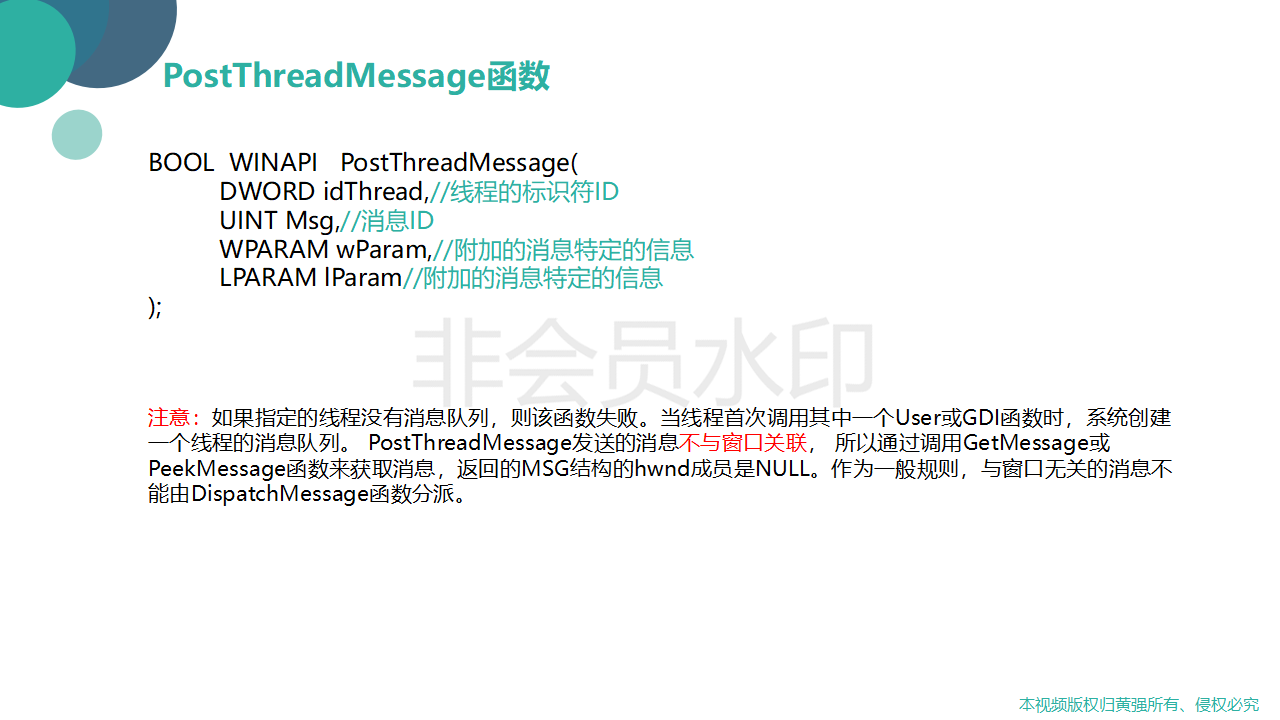 PostThreadMessage函数
BOOL  WINAPI   PostThreadMessage(
DWORD idThread,//线程的标识符ID
UINT Msg,//消息ID
WPARAM wParam,//附加的消息特定的信息
LPARAM lParam//附加的消息特定的信息
);
非会员水印
注意：如果指定的线程没有消息队列，则该函数失败。当线程首次调用其中一个User或GDI函数时，系统创建
一个线程的消息队列。 PostThreadMessage发送的消息不与窗口关联， 所以通过调用GetMessage或
PeekMessage函数来获取消息，返回的MSG结构的hwnd成员是NULL。作为一般规则，与窗口无关的消息不
能由DispatchMessage函数分派。
本视频版权归黄强所有、侵权必究